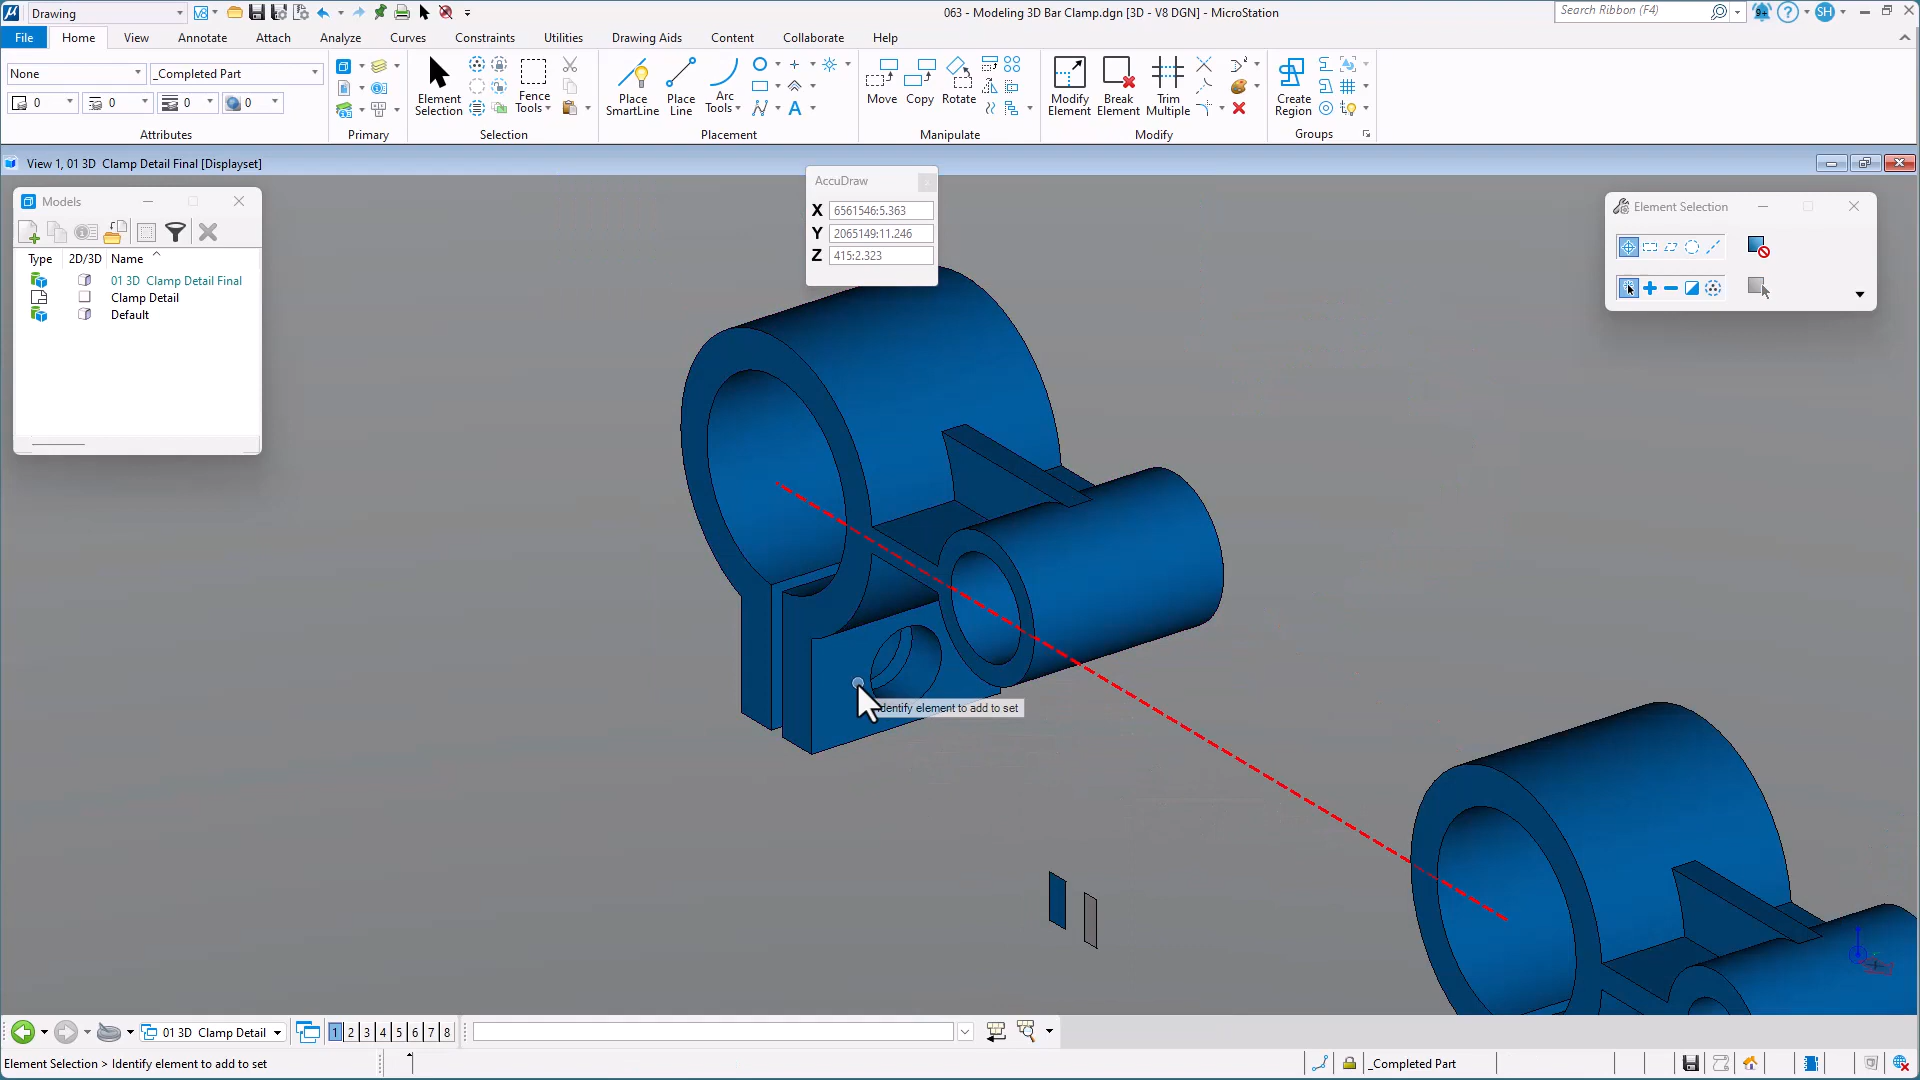 Drawing
063 - Modeling 3D Bar Clamp.dgn [3D - V8 DGN] - MicroStation
Search Ribbon (F4)
9+
SH
File Home View Annotate Attach Analyze Curves Constraints Utilities Drawing Aids Content Collaborate Help
None
_Completed Part
0 0 0 0
Attributes
Primary
Element
Selection
Fence
Tools
Selection
Place
SmartLine
Place
Line
Arc
Tools
Placement
Move
Copy
Rotate
Manipulate
Modify
Element
Break
Element
Trim
Multiple
Modify
Create
Region
Groups
View 1, 01 3D Clamp Detail Final [Displayset]
Models
Type 2D/3D Name
01 3D Clamp Detail Final
Clamp Detail
Default
AccuDraw
X 6561546:5.363
Y 2065149:11.246
Z 415:2.323
Element Selection
Identify element to add to set
01 3D Clamp Detail
1 2 3 4 5 6 7 8
Element Selection > Identify element to add to set
_Completed Part